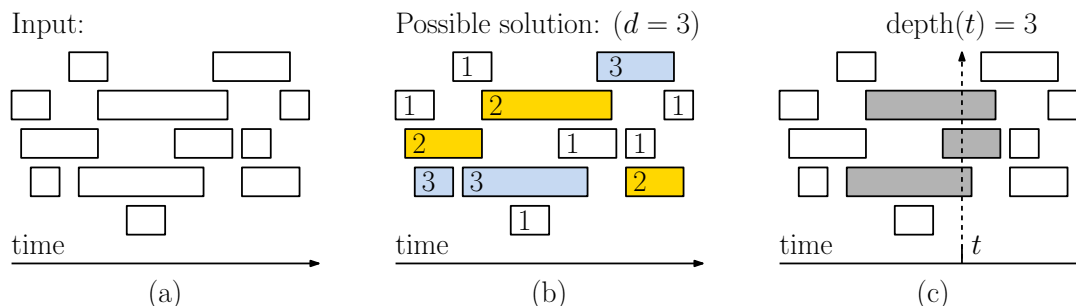 Input:
Possible solution: (d = 3)
depth(t) = 3
1
3
1
2
1
2
1
1
3
3
2
1
time
time
time
t
(a)
(b)
(c)